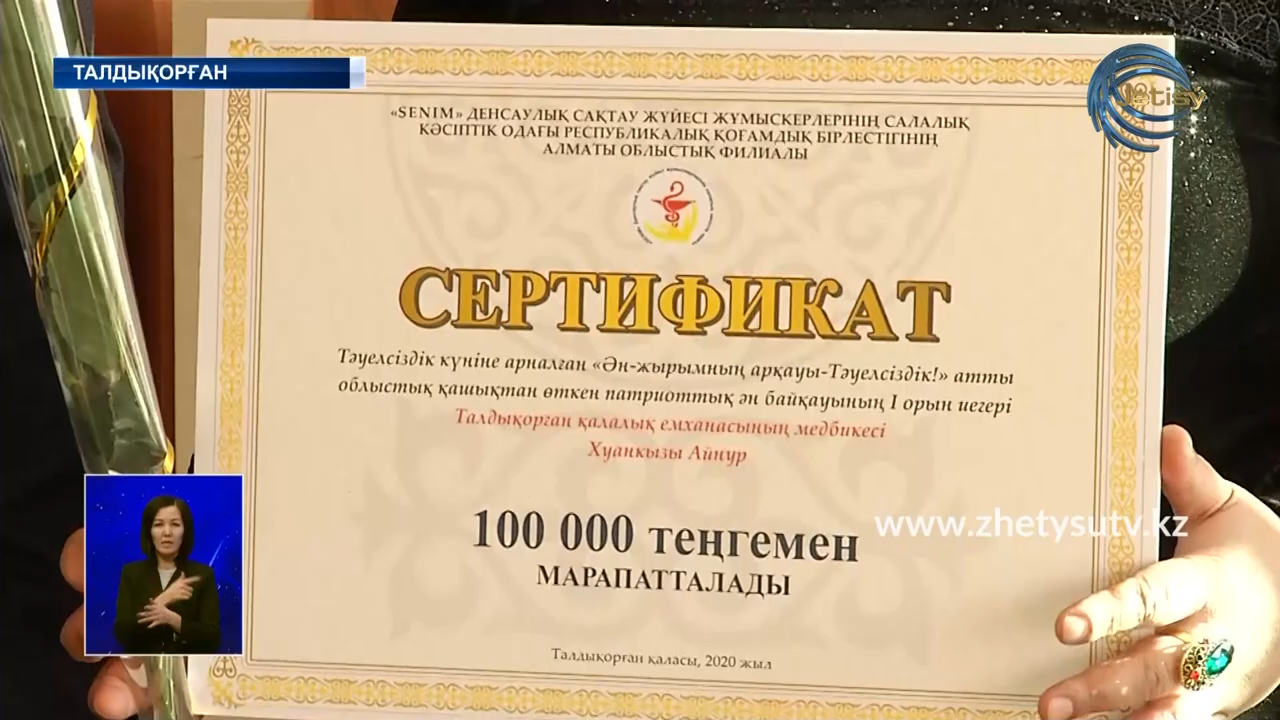 ТАЛДЫҚОРҒАН
Jetisý
«SENIM» ДЕНСАУЛЫҚ САҚТАУ ЖҮЙЕСІ ЖҰМЫСКЕРЛЕРІНІҢ САЛАЛЫҚ
КӘСІПТІК ОДАҒЫ РЕСПУБЛИКАЛЫҚ ҚОҒАМДЫҚ БІРЛЕСТІГІНІҢ
АЛМАТЫ ОБЛЫСТЫҚ ФИЛИАЛЫ
СЕРТИФИКАТ
Тәуелсіздік күніне арналған «Ән-жырымның арқауы-Тәуелсіздік!» атты
облыстық қашықтан өткен патриоттық ән байқауының І орын иегері
Талдықорған қалалық емханасының медбикесі
Хуанкызы Айнур
100 000 теңгемен
МАРАПАТТАЛАДЫ
www.zhetysutv.kz
Талдықорған қаласы, 2020 жыл